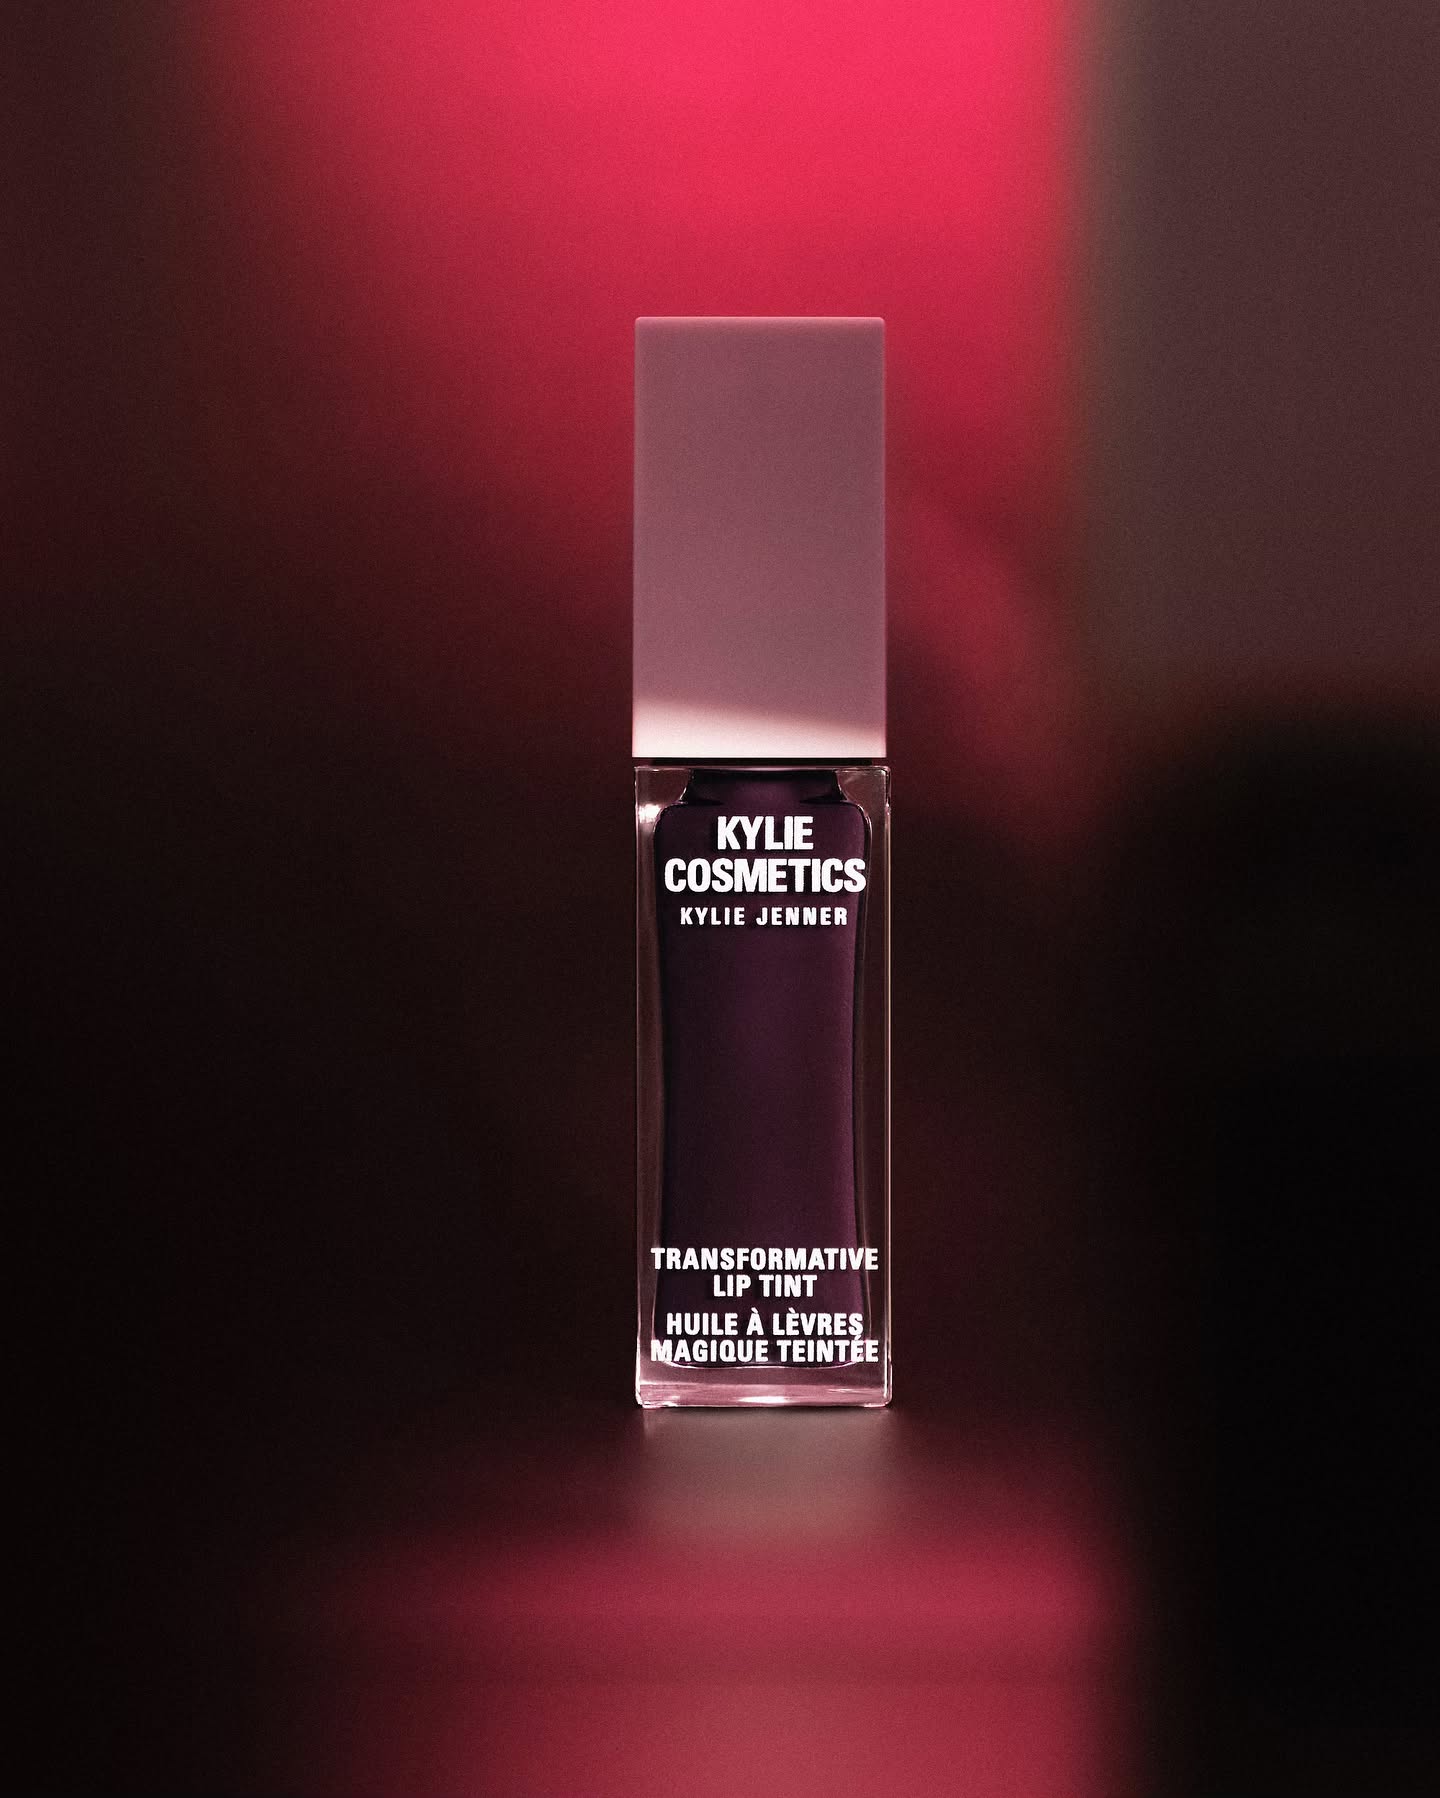 KYLIE
COSMETICS
KYLIE JENNER
TRANSFORMATIVE
LIP TINT
HUILE À LÈVRES
MAGIQUE TEINTÉE